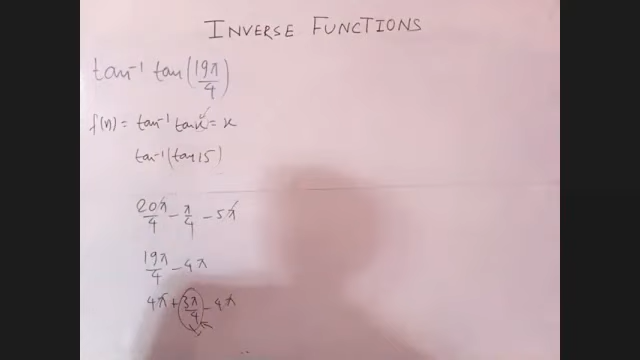 INVERSE FUNCTIONS
tan⁻¹ tan(19π/4)
f(x) = tan⁻¹ tan x = x
tan⁻¹(tan 15)
20π/4 − π/4 − 5π
19π/4 − 4π
4π + 3π/4 − 4π